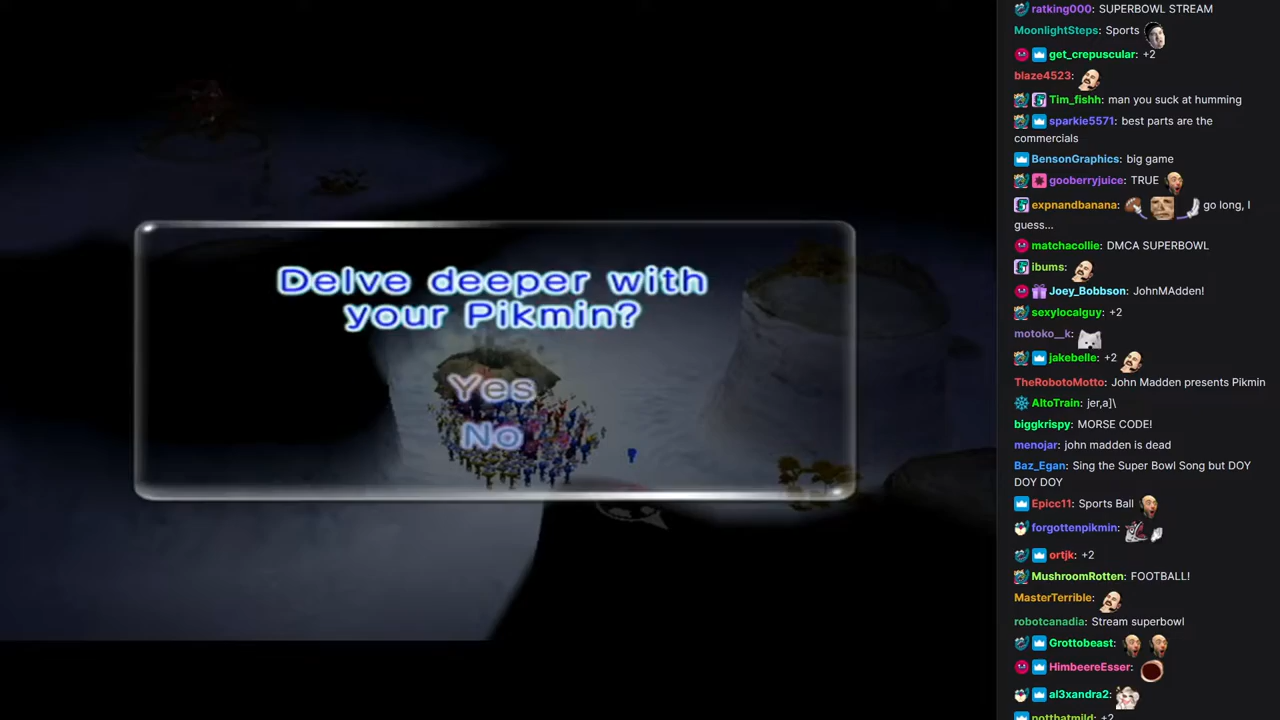 Delve deeper with
your Pikmin?
Yes
No
ratking000: SUPERBOWL STREAM
MoonlightSteps: Sports
get_crepuscular: +2
blaze4523:
Tim_fishh: man you suck at humming
sparkie5571: best parts are the
commercials
BensonGraphics: big game
gooberryjuice: TRUE
expnandbanana: go long, I
guess...
matchacollie: DMCA SUPERBOWL
ibums:
Joey_Bobbson: JohnMAdden!
sexylocalguy: +2
motoko__k:
jakebelle: +2
TheRobotoMotto: John Madden presents Pikmin
AltoTrain: jer,a]\
biggkrispy: MORSE CODE!
menojar: john madden is dead
Baz_Egan: Sing the Super Bowl Song but DOY
DOY DOY
Epicc11: Sports Ball
forgottenpikmin:
ortjk: +2
MushroomRotten: FOOTBALL!
MasterTerrible:
robotcanadia: Stream superbowl
Grottobeast:
HimbeereEsser:
al3xandra2:
notthatmild: +2